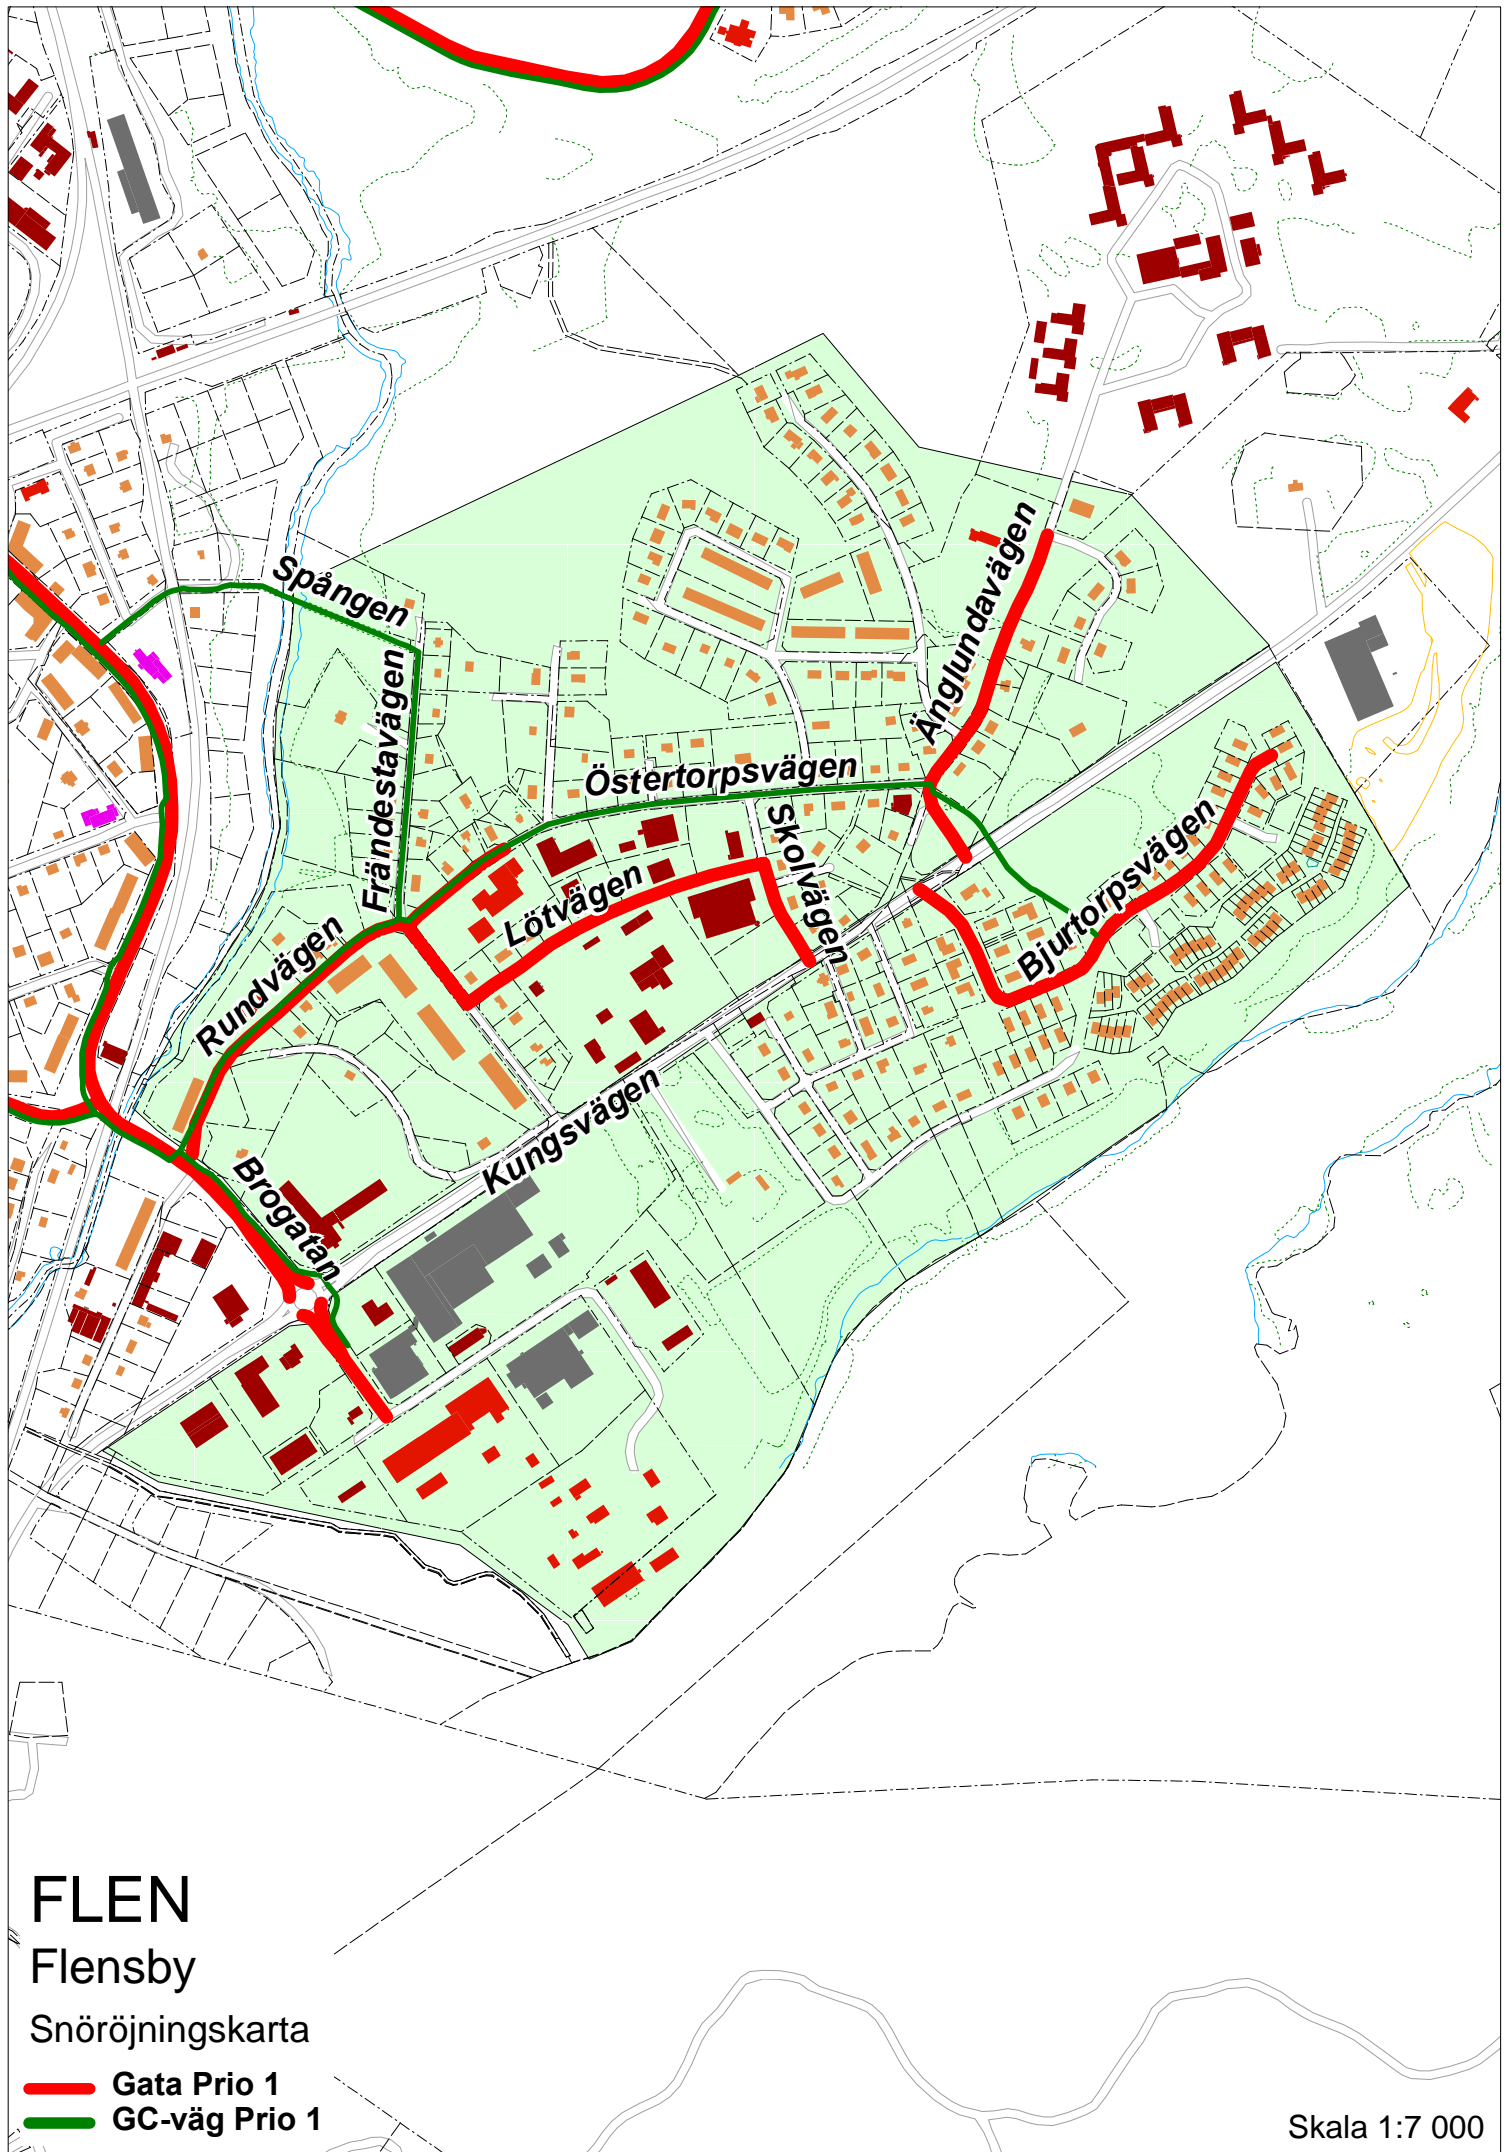 Spången
Änglundavägen
Frändestavägen
Östertorpsvägen
Skolvägen
Bjurtorpsvägen
Lötvägen
Rundvägen
Kungsvägen
Brogatan
FLEN
Flensby
Snöröjningskarta
Gata Prio 1
GC-väg Prio 1
Skala 1:7 000